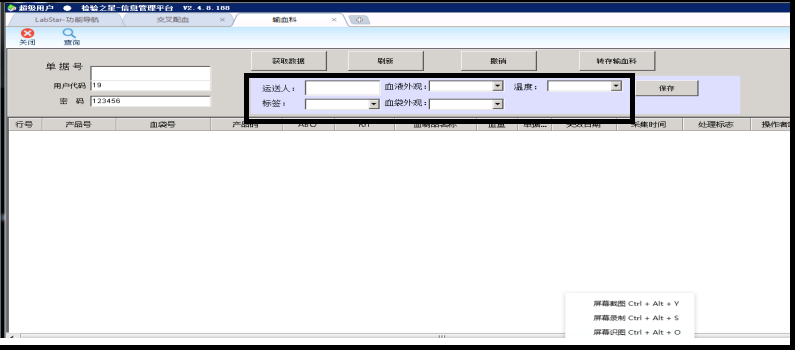 超级用户 ● 检验之星-信息管理平台 V2.4.8.188
LabStar-功能导航 交叉配血 × 输血科 ×
关闭 查询
获取数据 刷新 撤销 转存输血科
单据号
用户代码 19
密 码 123456
运送人： 血液外观： 温度： 保存
标签： 血袋外观：
行号 产品号 血袋号 产品码 ABO RH 血制品名称 血量 单据... 失效日期 采集时间 处理标志 操作者
屏幕截图 Ctrl + Alt + Y
屏幕录制 Ctrl + Alt + S
屏幕识图 Ctrl + Alt + O